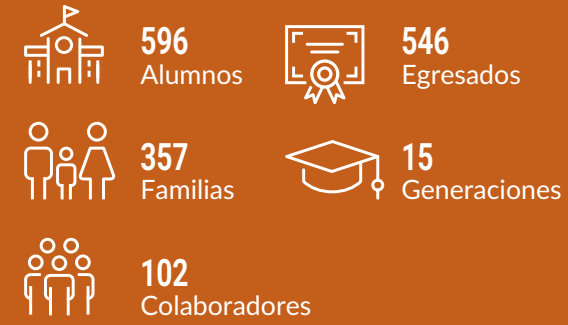 596
Alumnos
546
Egresados
357
Familias
15
Generaciones
102
Colaboradores